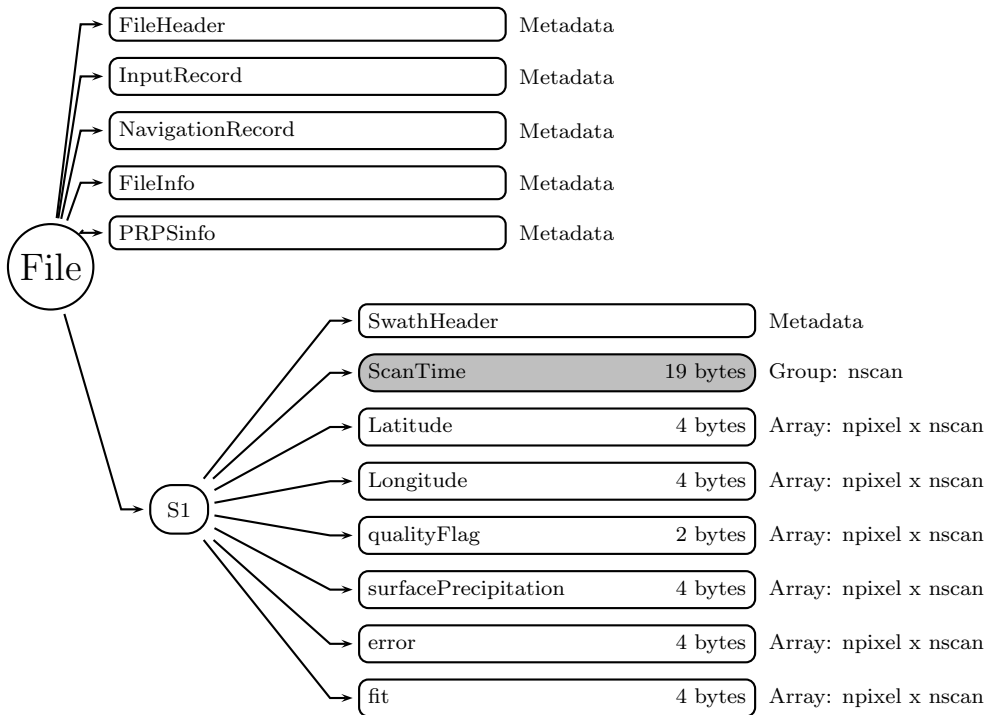 FileHeader Metadata
InputRecord Metadata
NavigationRecord Metadata
FileInfo Metadata
PRPSinfo Metadata
File
SwathHeader Metadata
ScanTime 19 bytes Group: nscan
Latitude 4 bytes Array: npixel x nscan
Longitude 4 bytes Array: npixel x nscan
S1
qualityFlag 2 bytes Array: npixel x nscan
surfacePrecipitation 4 bytes Array: npixel x nscan
error 4 bytes Array: npixel x nscan
fit 4 bytes Array: npixel x nscan